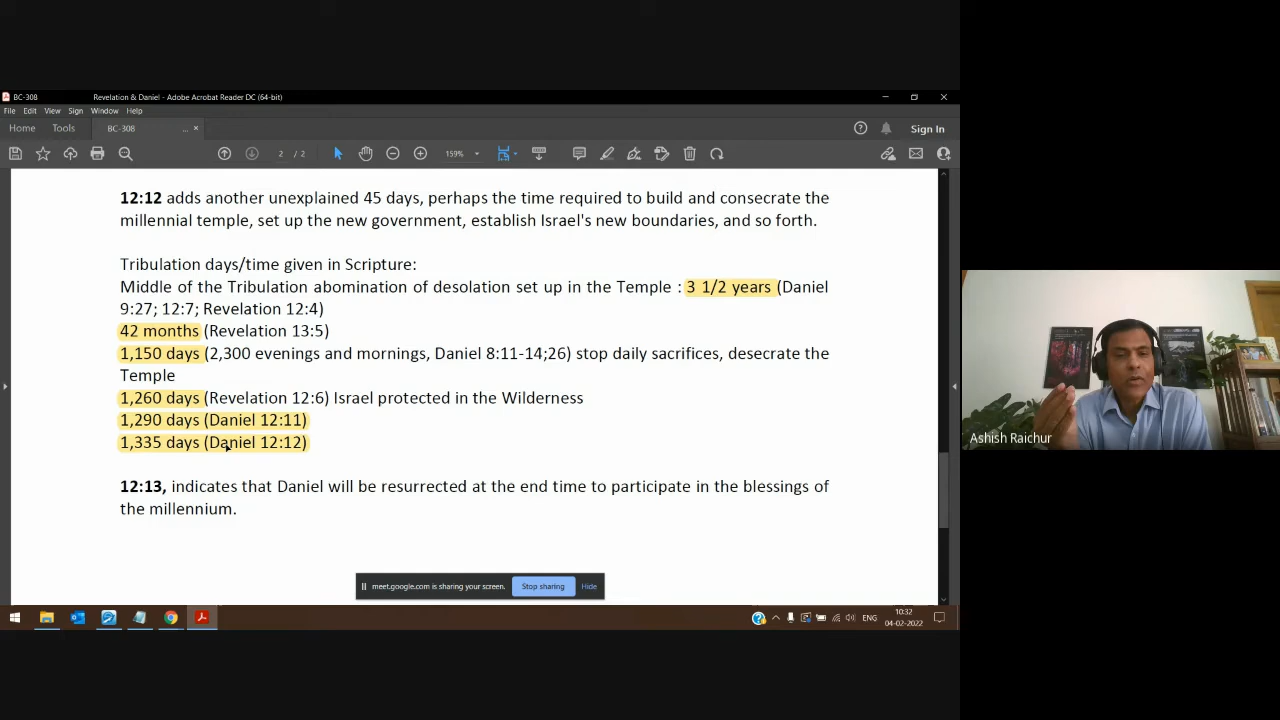 BC-308
Revelation & Daniel - Adobe Acrobat Reader DC (64-bit)
File Edit View Sign Window Help
Home Tools BC-308 ... × Sign In
2 / 2 159%
12:12 adds another unexplained 45 days, perhaps the time required to build and consecrate the
millennial temple, set up the new government, establish Israel's new boundaries, and so forth.
Tribulation days/time given in Scripture:
Middle of the Tribulation abomination of desolation set up in the Temple : 3 1/2 years (Daniel
9:27; 12:7; Revelation 12:4)
42 months (Revelation 13:5)
1,150 days (2,300 evenings and mornings, Daniel 8:11-14;26) stop daily sacrifices, desecrate the
Temple
1,260 days (Revelation 12:6) Israel protected in the Wilderness
1,290 days (Daniel 12:11)
1,335 days (Daniel 12:12)
12:13, indicates that Daniel will be resurrected at the end time to participate in the blessings of
the millennium.
meet.google.com is sharing your screen. Stop sharing Hide
ENG
10:32
04-02-2022
Ashish Raichur